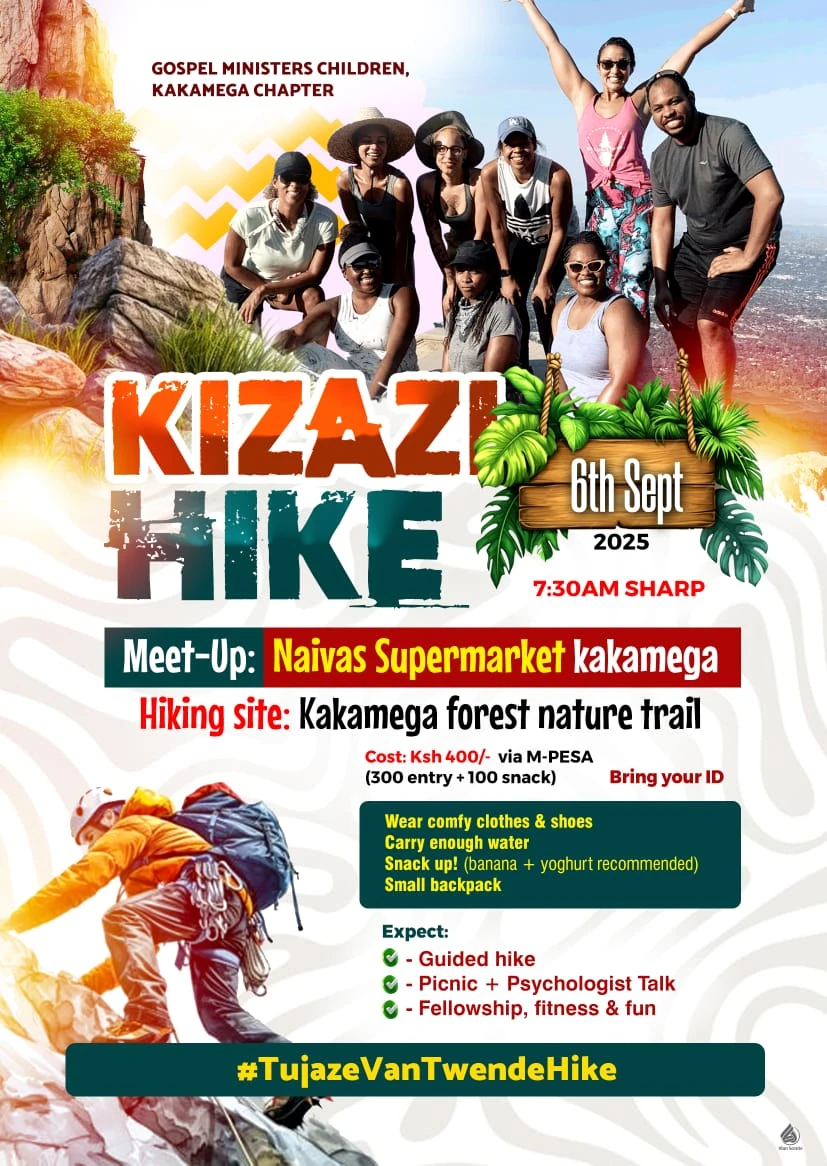 GOSPEL MINISTERS CHILDREN,
KAKAMEGA CHAPTER
KIZAZI
HIKE
6th Sept
2025
7:30AM SHARP
Meet-Up: Naivas Supermarket kakamega
Hiking site: Kakamega forest nature trail
Cost: Ksh 400/- via M-PESA
(300 entry + 100 snack) Bring your ID
Wear comfy clothes & shoes
Carry enough water
Snack up! (banana + yoghurt recommended)
Small backpack
Expect:
- Guided hike
- Picnic + Psychologist Talk
- Fellowship, fitness & fun
#TujazeVanTwendeHike